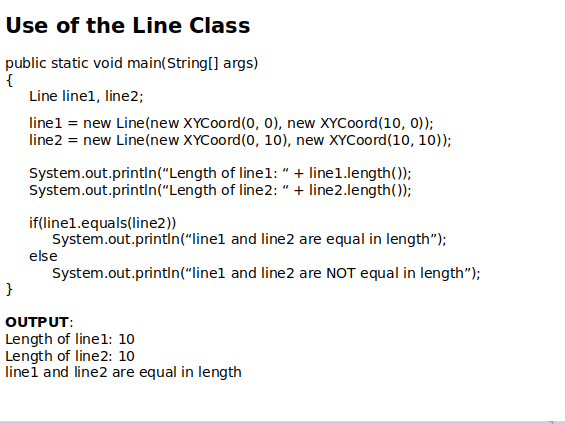 Use of the Line Class
public static void main(String[] args)
{
Line line1, line2;
line1 = new Line(new XYCoord(0, 0), new XYCoord(10, 0));
line2 = new Line(new XYCoord(0, 10), new XYCoord(10, 10));
System.out.println(“Length of line1: “ + line1.length());
System.out.println(“Length of line2: “ + line2.length());
if(line1.equals(line2))
System.out.println(“line1 and line2 are equal in length”);
else
System.out.println(“line1 and line2 are NOT equal in length”);
}
OUTPUT:
Length of line1: 10
Length of line2: 10
line1 and line2 are equal in length